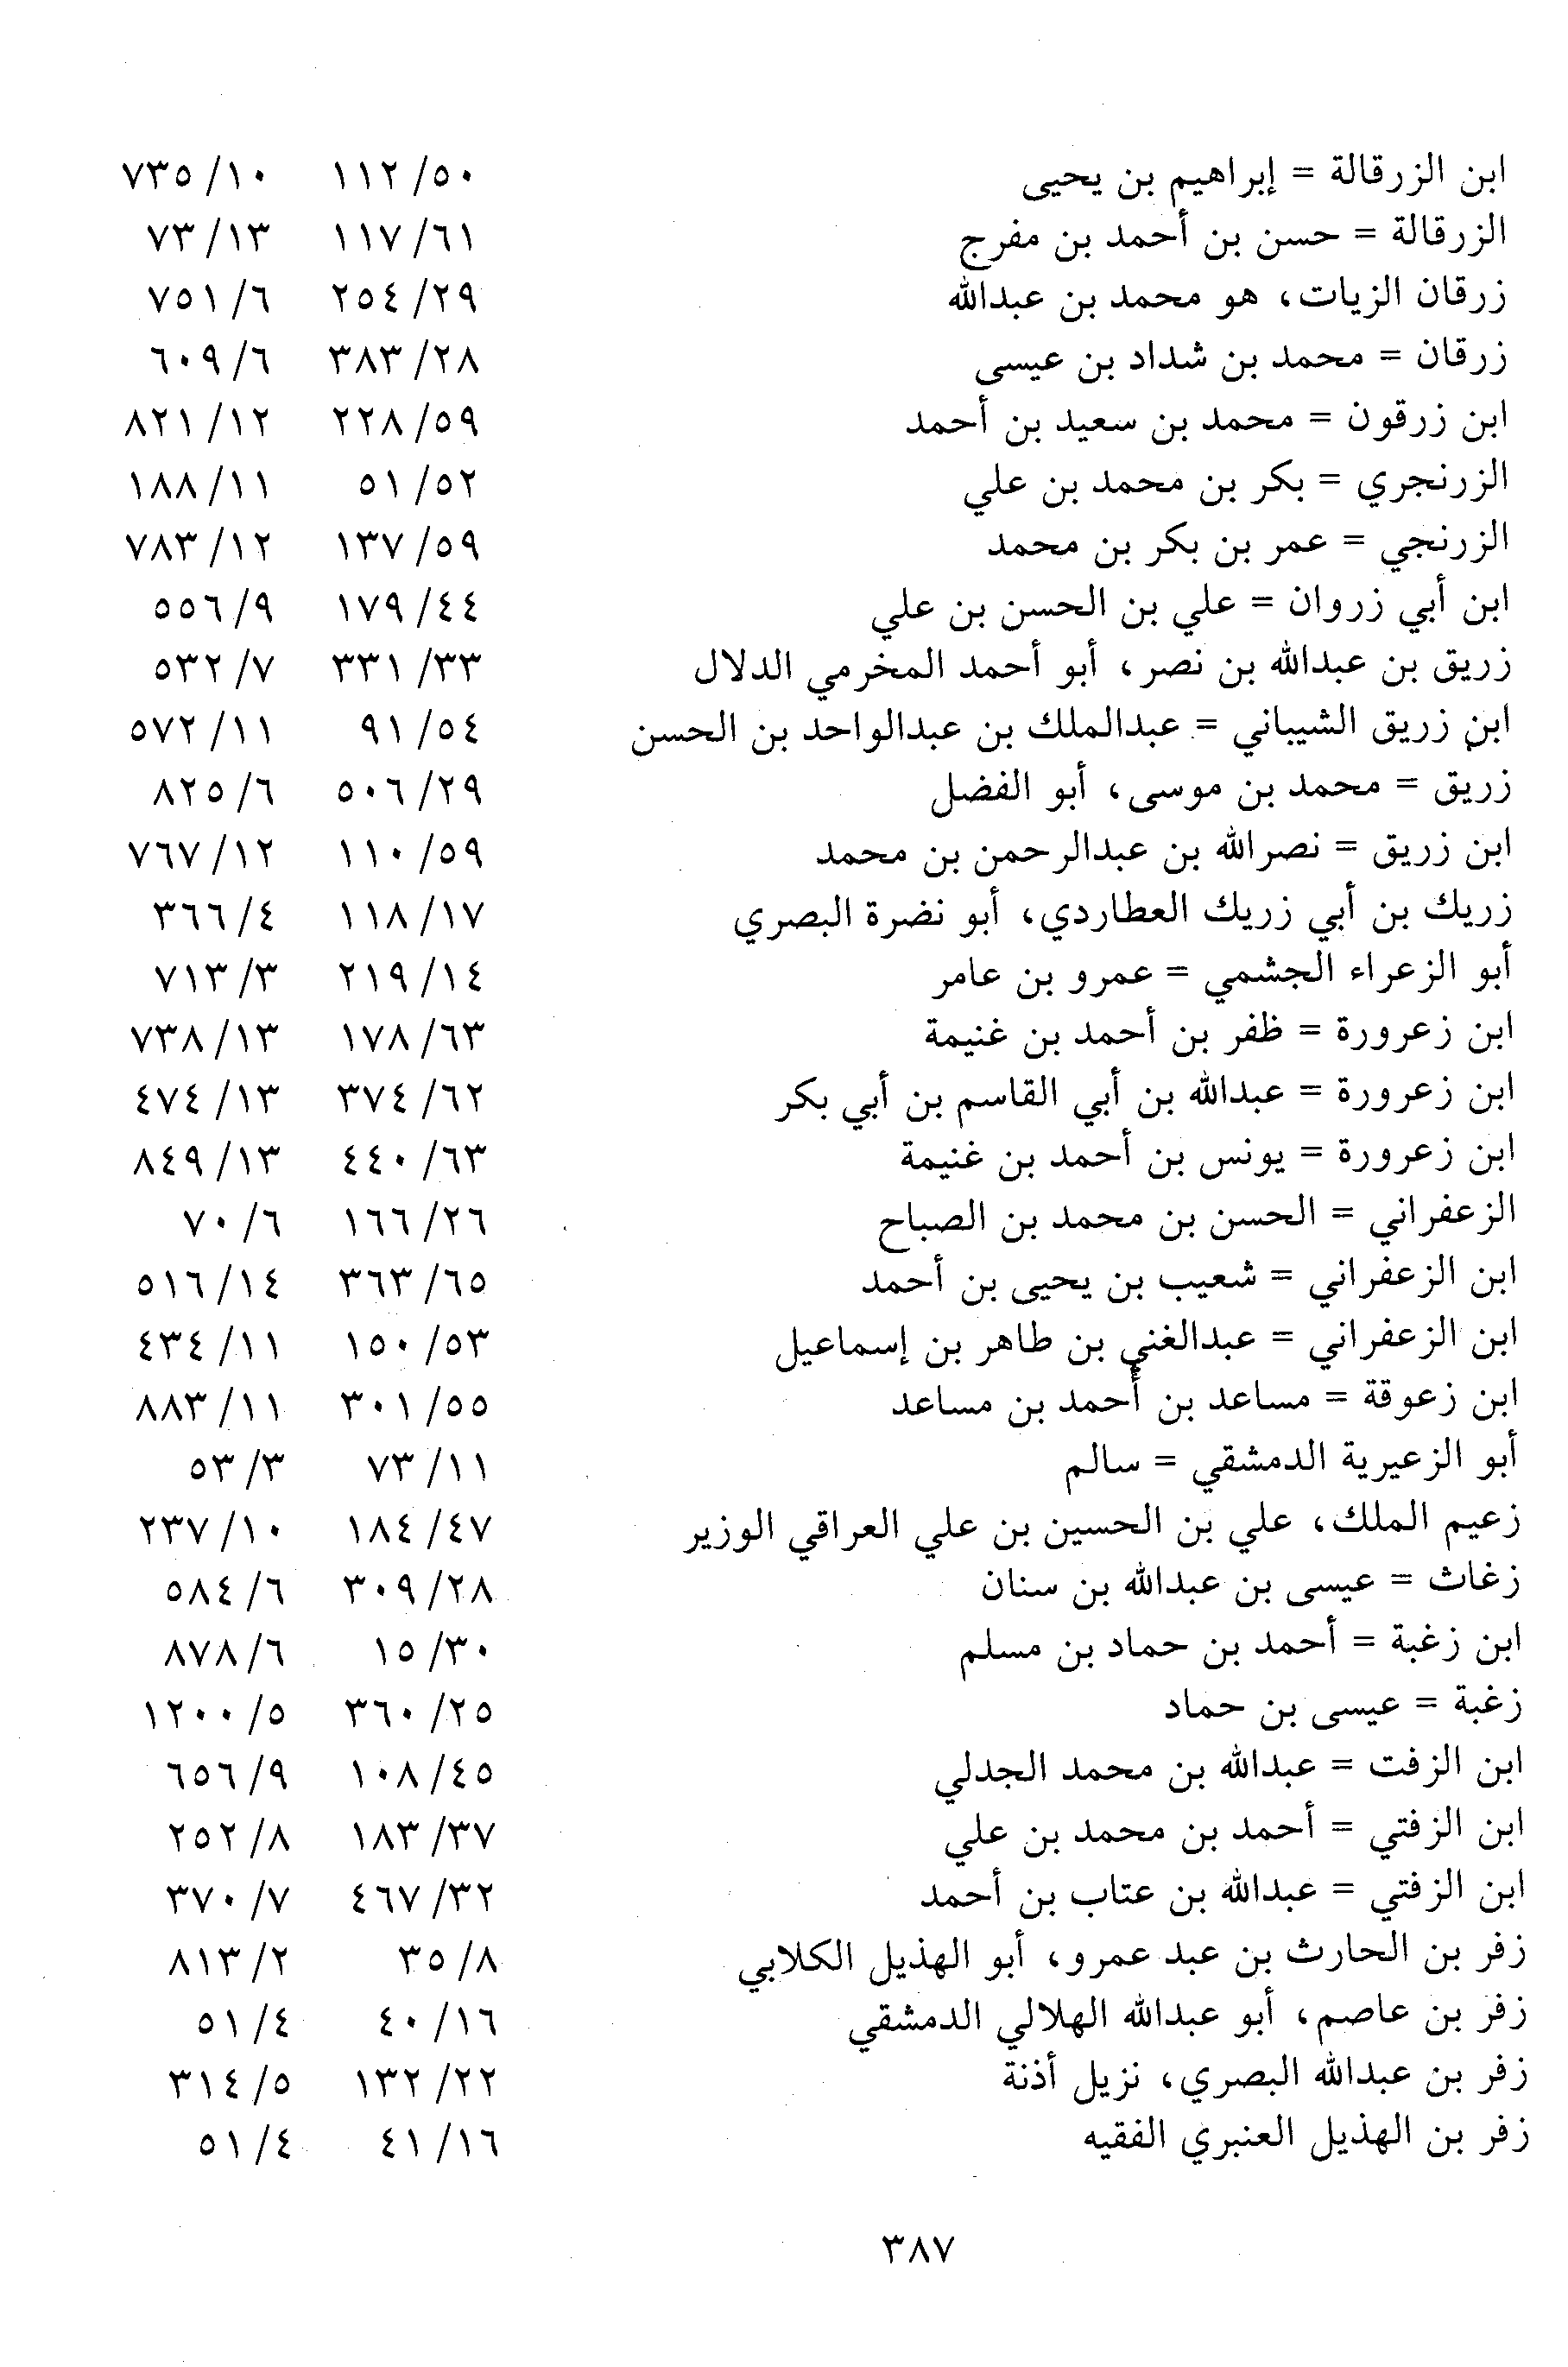 ابن الزرقالة = إبراهيم بن يحيى ٥٠/ ١١٢ ١٠/ ٧٣٥
الزرقالة = حسن بن أحمد بن مفرج ٦١/ ١١٧ ١٣/ ٧٣
زرقان الزيات، هو محمد بن عبدالله ٢٩/ ٢٥٤ ٦/ ٧٥١
زرقان = محمد بن شداد بن عيسى ٢٨/ ٣٨٣ ٦/ ٦٠٩
ابن زرقون = محمد بن سعيد بن أحمد ٥٩/ ٢٢٨ ١٢/ ٨٢١
الزرنجري = بكر بن محمد بن علي ٥٢/ ٥١ ١١/ ١٨٨
الزرنجي = عمر بن بكر بن محمد ٥٩/ ١٣٧ ١٢/ ٧٨٣
ابن أبي زروان = علي بن الحسن بن علي ٤٤/ ١٧٩ ٩/ ٥٥٦
زريق بن عبدالله بن نصر، أبو أحمد المخرمي الدلال ٣٣/ ٣٣١ ٧/ ٥٣٢
ابن زريق الشيباني = عبدالملك بن عبدالواحد بن الحسن ٥٤/ ٩١ ١١/ ٥٧٢
زريق = محمد بن موسى، أبو الفضل ٢٩/ ٥٠٦ ٦/ ٨٢٥
ابن زريق = نصرالله بن عبدالرحمن بن محمد ٥٩/ ١١٠ ١٢/ ٧٦٧
زريك بن أبي زريك العطاردي، أبو نضرة البصري ١٧/ ١١٨ ٤/ ٣٦٦
أبو الزعراء الجشمي = عمرو بن عامر ١٤/ ٢١٩ ٣/ ٧١٣
ابن زعرورة = ظفر بن أحمد بن غنيمة ٦٣/ ١٧٨ ١٣/ ٧٣٨
ابن زعرورة = عبدالله بن أبي القاسم بن أبي بكر ٦٢/ ٣٧٤ ١٣/ ٤٧٤
ابن زعرورة = يونس بن أحمد بن غنيمة ٦٣/ ٤٤٠ ١٣/ ٨٤٩
الزعفراني = الحسن بن محمد بن الصباح ٢٦/ ١٦٦ ٦/ ٧٠
ابن الزعفراني = شعيب بن يحيى بن أحمد ٦٥/ ٣٦٣ ١٤/ ٥١٦
ابن الزعفراني = عبدالغني بن طاهر بن إسماعيل ٥٣/ ١٥٠ ١١/ ٤٣٤
ابن زعوقة = مساعد بن أحمد بن مساعد ٥٥/ ٣٠١ ١١/ ٨٨٣
أبو الزعيرية الدمشقي = سالم ١١/ ٧٣ ٣/ ٥٣
زعيم الملك، علي بن الحسين بن علي العراقي الوزير ٤٧/ ١٨٤ ١٠/ ٢٣٧
زغاث = عيسى بن عبدالله بن سنان ٢٨/ ٣٠٩ ٦/ ٥٨٤
ابن زغبة = أحمد بن حماد بن مسلم ٣٠/ ١٥ ٦/ ٨٧٨
زغبة = عيسى بن حماد ٢٥/ ٣٦٠ ٥/ ١٢٠٠
ابن الزفت = عبدالله بن محمد الجدلي ٤٥/ ١٠٨ ٩/ ٦٥٦
ابن الزفتي = أحمد بن محمد بن علي ٣٧/ ١٨٣ ٨/ ٢٥٢
ابن الزفتي = عبدالله بن عتاب بن أحمد ٣٢/ ٤٦٧ ٧/ ٣٧٠
زفر بن الحارث بن عبد عمرو، أبو الهذيل الكلابي ٨/ ٣٥ ٢/ ٨١٣
زفر بن عاصم، أبو عبدالله الهلالي الدمشقي ١٦/ ٤٠ ٤/ ٥١
زفر بن عبدالله البصري، نزيل أذنة ٢٢/ ١٣٢ ٥/ ٣١٤
زفر بن الهذيل العنبري الفقيه ١٦/ ٤١ ٤/ ٥١
٣٨٧